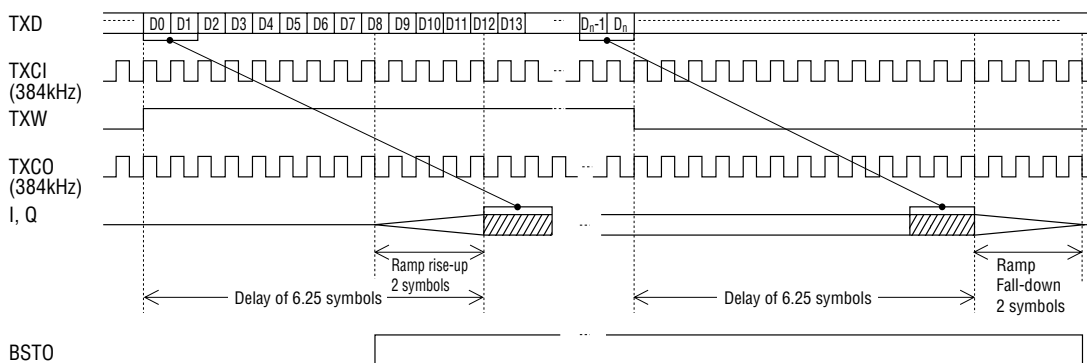 TXD
D0 D1 D2 D3 D4 D5 D6 D7 D8 D9 D10 D11 D12 D13 Dn-1 Dn
TXCI
(384kHz)
TXW
TXCO
(384kHz)
I, Q
Ramp rise-up
2 symbols
Delay of 6.25 symbols
Delay of 6.25 symbols
Ramp
Fall-down
2 symbols
BSTO